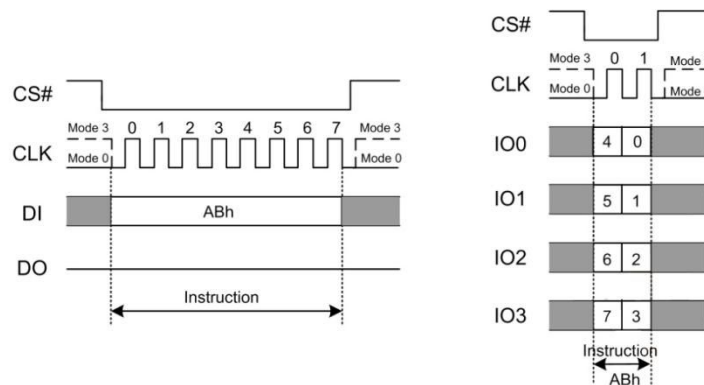 CS#
Mode 3 0 1 2 3 4 5 6 7 Mode 3
CLK
Mode 0 Mode 0
DI ABh
DO
Instruction
CS#
Mode 3 0 1 Mode
CLK
Mode 0 Mode
IO0 4 0
IO1 5 1
IO2 6 2
IO3 7 3
Instruction
ABh